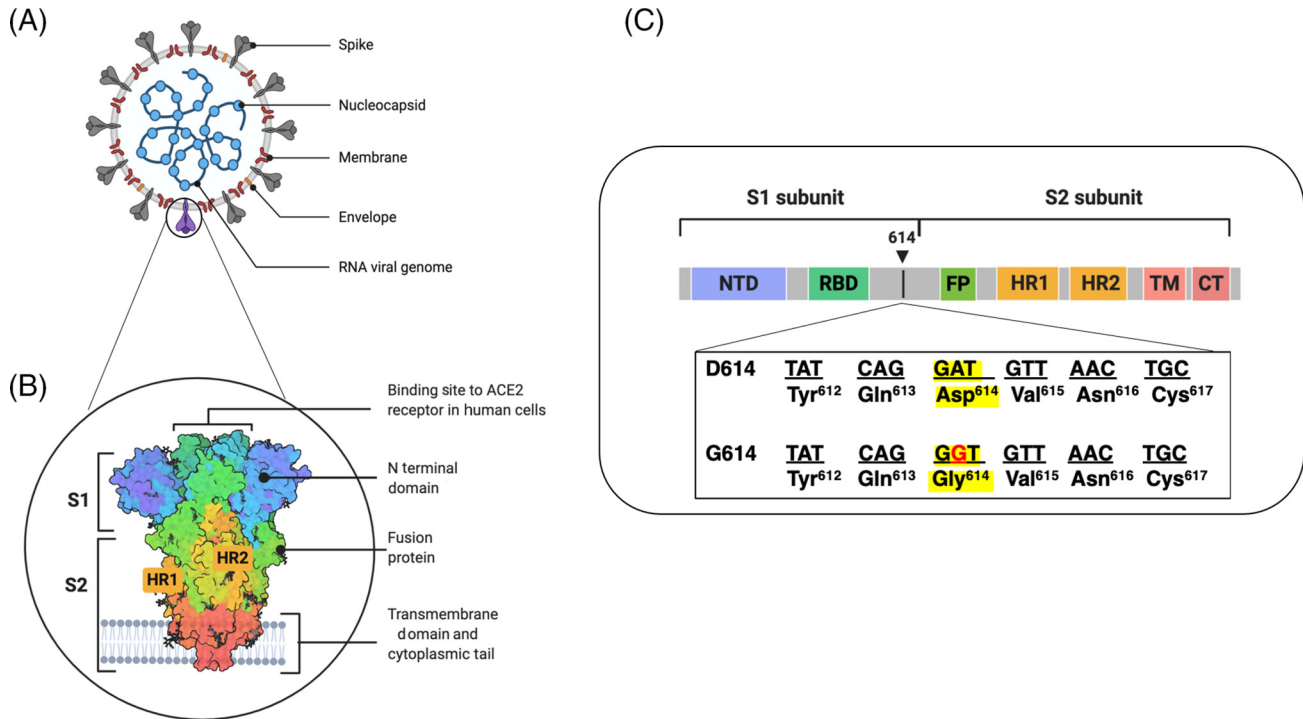 (A)
Spike
Nucleocapsid
Membrane
Envelope
RNA viral genome
(B)
Binding site to ACE2
receptor in human cells
N terminal
domain
Fusion
protein
Transmembrane
domain and
cytoplasmic tail
S1
S2
HR1
HR2
(C)
S1 subunit S2 subunit
614
NTD RBD FP HR1 HR2 TM CT
D614 TAT CAG GAT GTT AAC TGC
Tyr⁶¹² Gln⁶¹³ Asp⁶¹⁴ Val⁶¹⁵ Asn⁶¹⁶ Cys⁶¹⁷
G614 TAT CAG GGT GTT AAC TGC
Tyr⁶¹² Gln⁶¹³ Gly⁶¹⁴ Val⁶¹⁵ Asn⁶¹⁶ Cys⁶¹⁷